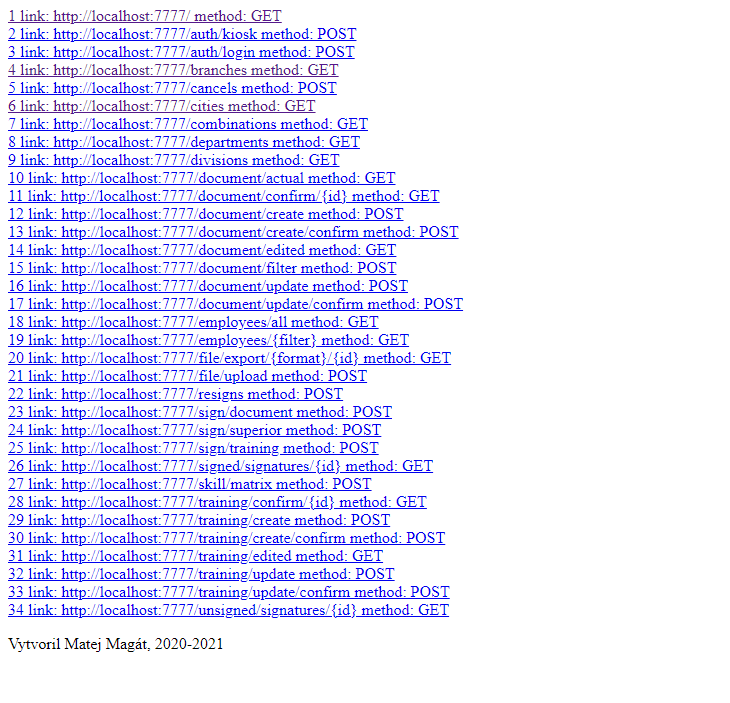 1 link: http://localhost:7777/ method: GET
2 link: http://localhost:7777/auth/kiosk method: POST
3 link: http://localhost:7777/auth/login method: POST
4 link: http://localhost:7777/branches method: GET
5 link: http://localhost:7777/cancels method: POST
6 link: http://localhost:7777/cities method: GET
7 link: http://localhost:7777/combinations method: GET
8 link: http://localhost:7777/departments method: GET
9 link: http://localhost:7777/divisions method: GET
10 link: http://localhost:7777/document/actual method: GET
11 link: http://localhost:7777/document/confirm/{id} method: GET
12 link: http://localhost:7777/document/create method: POST
13 link: http://localhost:7777/document/create/confirm method: POST
14 link: http://localhost:7777/document/edited method: GET
15 link: http://localhost:7777/document/filter method: POST
16 link: http://localhost:7777/document/update method: POST
17 link: http://localhost:7777/document/update/confirm method: POST
18 link: http://localhost:7777/employees/all method: GET
19 link: http://localhost:7777/employees/{filter} method: GET
20 link: http://localhost:7777/file/export/{format}/{id} method: GET
21 link: http://localhost:7777/file/upload method: POST
22 link: http://localhost:7777/resigns method: POST
23 link: http://localhost:7777/sign/document method: POST
24 link: http://localhost:7777/sign/superior method: POST
25 link: http://localhost:7777/sign/training method: POST
26 link: http://localhost:7777/signed/signatures/{id} method: GET
27 link: http://localhost:7777/skill/matrix method: POST
28 link: http://localhost:7777/training/confirm/{id} method: GET
29 link: http://localhost:7777/training/create method: POST
30 link: http://localhost:7777/training/create/confirm method: POST
31 link: http://localhost:7777/training/edited method: GET
32 link: http://localhost:7777/training/update method: POST
33 link: http://localhost:7777/training/update/confirm method: POST
34 link: http://localhost:7777/unsigned/signatures/{id} method: GET
Vytvoril Matej Magát, 2020-2021